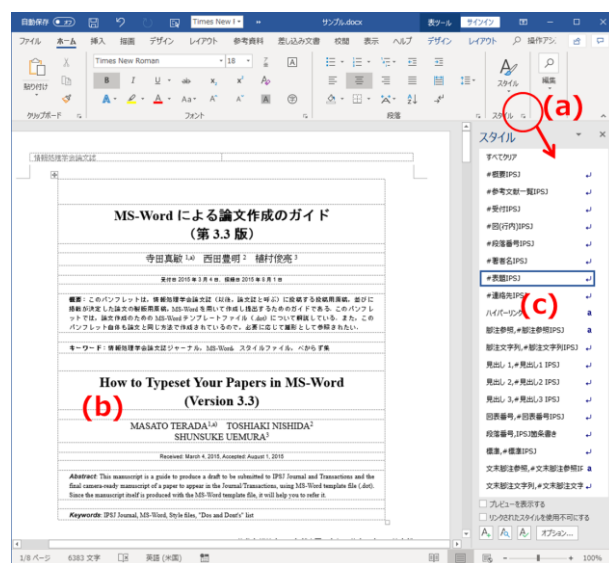 自動保存 オフ
Times New I
サンプル.docx
表ツール
サインイン
ファイル ホーム 挿入 描画 デザイン レイアウト 参考資料 差し込み文書 校閲 表示 ヘルプ デザイン レイアウト 操作アシ
Times New Roman 18
貼り付け
スタイル
編集
クリップボード フォント 段落 スタイル
(a)
スタイル
すべてクリア
#概要IPSJ
#参考文献一覧IPSJ
#受付IPSJ
#図(行内)IPSJ
#段落番号IPSJ
#著者名IPSJ
#表題IPSJ
#連絡先IPSJ
(c)
ハイパーリンク
脚注参照,#脚注参照IPSJ
脚注文字列,#脚注文字列IPSJ
見出し 1,#見出し1 IPSJ
見出し 2,#見出し2 IPSJ
見出し 3,#見出し3 IPSJ
図表番号,#図表番号IPSJ
段落番号,IPSJ箇条書き
標準,#標準IPSJ
文末脚注参照,#文末脚注参照IPSJ
文末脚注文字列,#文末脚注文字
プレビューを表示する
リンクされたスタイルを使用不可にする
オプション...
情報処理学会論文誌
MS-Word による論文作成のガイド
（第 3.3 版）
寺田真敏 1,a) 西田豊明 2 植村俊亮 3
受付日 2015 年 3 月 4 日, 採録日 2015 年 8 月 1 日
概要：このパンフレットは，情報処理学会論文誌（以後，論文誌と呼ぶ）に投稿する投稿用原稿，並びに
掲載が決定した論文の製版用原稿，MS-Word を用いて作成し提出するためのガイドである．このパンフレ
ットでは，論文作成のための MS-Word テンプレートファイル (.dot) について解説している．また，この
パンフレット自体も論文と同じ方法で作成されているので，必要に応じて雛形として参照されたい．
キーワード：情報処理学会論文誌ジャーナル，MS-Word，スタイルファイル，べからず集
How to Typeset Your Papers in MS-Word
(Version 3.3)
(b)
MASATO TERADA1,a) TOSHIAKI NISHIDA2
SHUNSUKE UEMURA3
Received: March 4, 2015, Accepted: August 1, 2015
Abstract: This manuscript is a guide to produce a draft to be submitted to IPSJ Journal and Transactions and the
final camera-ready manuscript of a paper to appear in the Journal/Transactions, using MS-Word template file (.dot).
Since the manuscript itself is produced with the MS-Word template file, it will help you to refer it.
Keywords: IPSJ Journal, MS-Word, Style files, "Dos and Dont's" list
1/8 ページ 6383 文字 英語 (米国) 100%